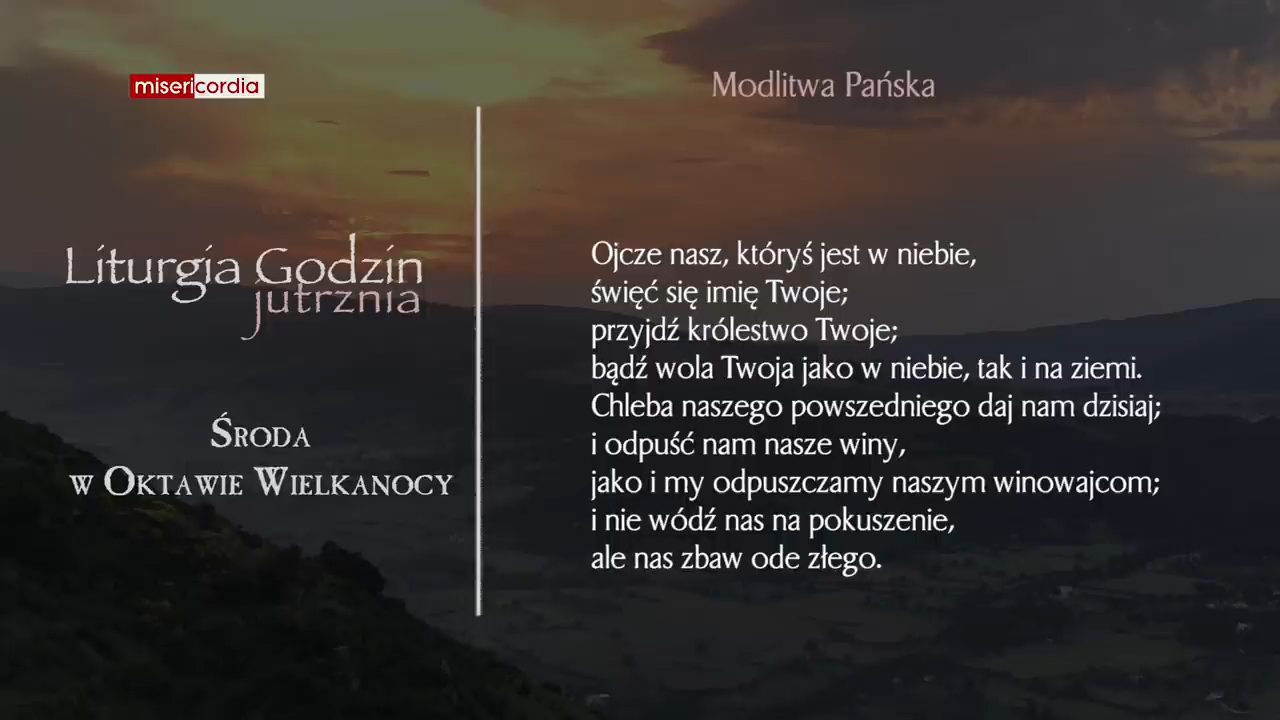 misericordia
Liturgia Godzin
jutrznia
Środa
w Oktawie Wielkanocy
Modlitwa Pańska
Ojcze nasz, któryś jest w niebie,
święć się imię Twoje;
przyjdź królestwo Twoje;
bądź wola Twoja jako w niebie, tak i na ziemi.
Chleba naszego powszedniego daj nam dzisiaj;
i odpuść nam nasze winy,
jako i my odpuszczamy naszym winowajcom;
i nie wódź nas na pokuszenie,
ale nas zbaw ode złego.